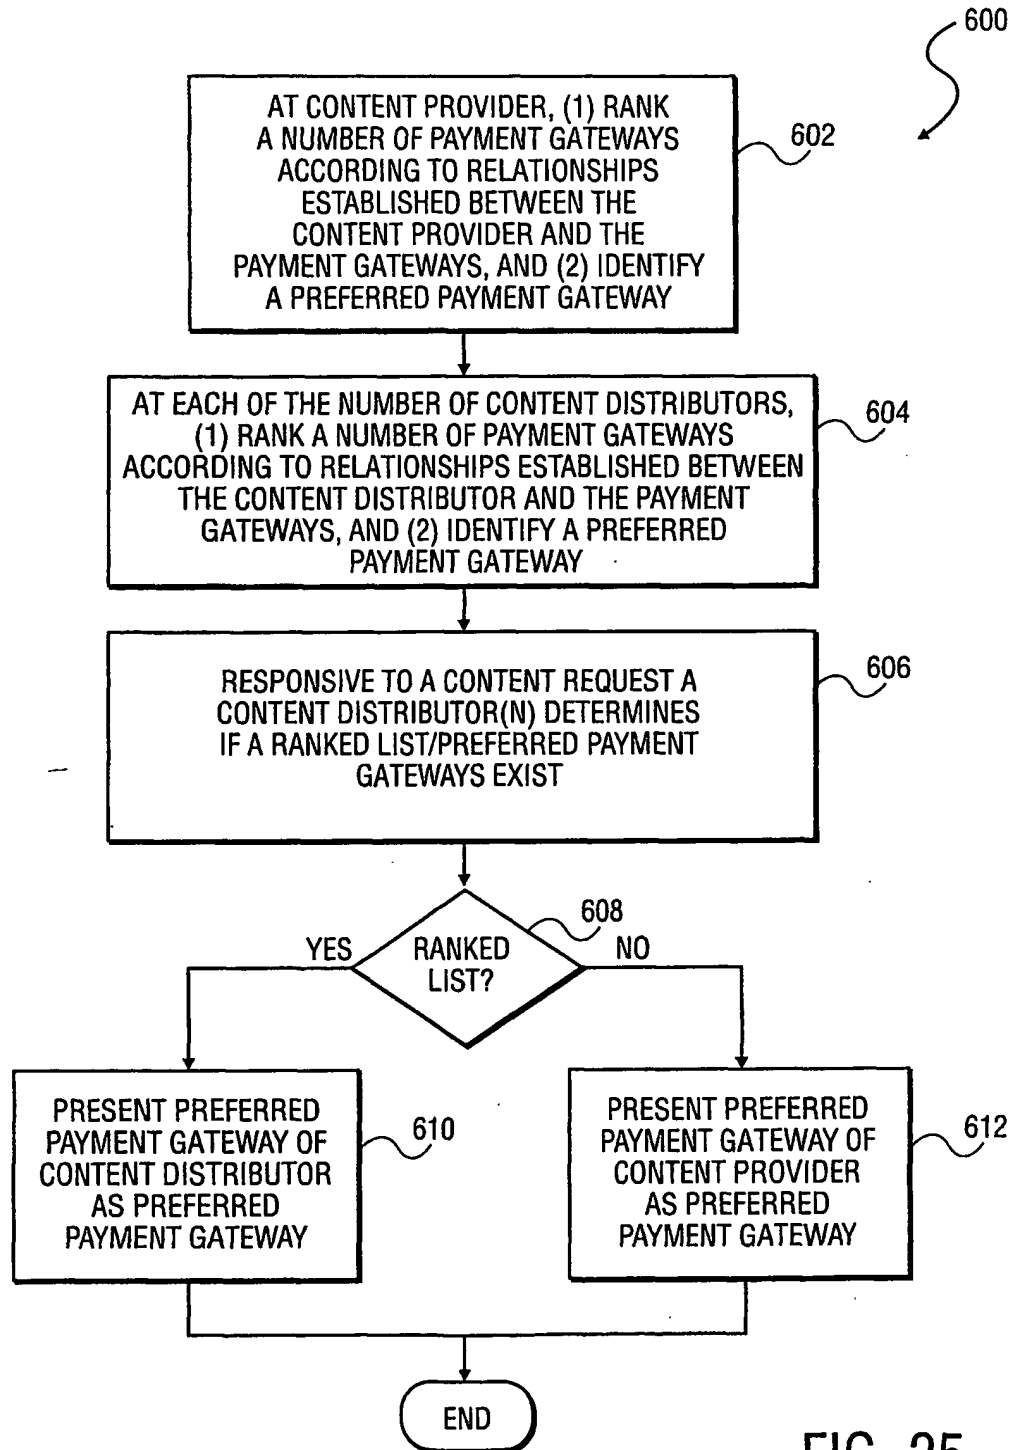 600
AT CONTENT PROVIDER, (1) RANK
A NUMBER OF PAYMENT GATEWAYS
ACCORDING TO RELATIONSHIPS
ESTABLISHED BETWEEN THE
CONTENT PROVIDER AND THE
PAYMENT GATEWAYS, AND (2) IDENTIFY
A PREFERRED PAYMENT GATEWAY
602
AT EACH OF THE NUMBER OF CONTENT DISTRIBUTORS,
(1) RANK A NUMBER OF PAYMENT GATEWAYS
ACCORDING TO RELATIONSHIPS ESTABLISHED BETWEEN
THE CONTENT DISTRIBUTOR AND THE PAYMENT
GATEWAYS, AND (2) IDENTIFY A PREFERRED
PAYMENT GATEWAY
604
RESPONSIVE TO A CONTENT REQUEST A
CONTENT DISTRIBUTOR(N) DETERMINES
IF A RANKED LIST/PREFERRED PAYMENT
GATEWAYS EXIST
606
608
YES
RANKED
LIST?
NO
PRESENT PREFERRED
PAYMENT GATEWAY OF
CONTENT DISTRIBUTOR
AS PREFERRED
PAYMENT GATEWAY
610
PRESENT PREFERRED
PAYMENT GATEWAY OF
CONTENT PROVIDER
AS PREFERRED
PAYMENT GATEWAY
612
END
FIG. 25